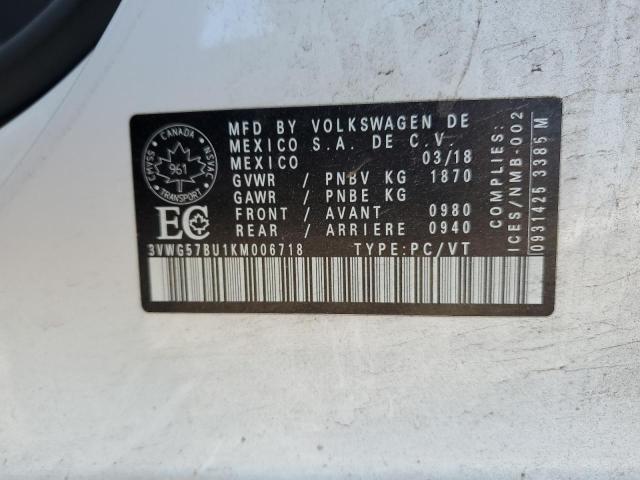 CANADA
CMVSS
NSVAC
961
TRANSPORT
EC
MFD BY VOLKSWAGEN DE
MEXICO S.A. DE C.V.
MEXICO 03/18
GVWR / PNBV KG 1870
GAWR / PNBE KG
FRONT / AVANT 0980
REAR / ARRIERE 0940
3VWG57BU1KM006718 TYPE:PC/VT
COMPLIES:
ICES/NMB-002
0931425 3385 M